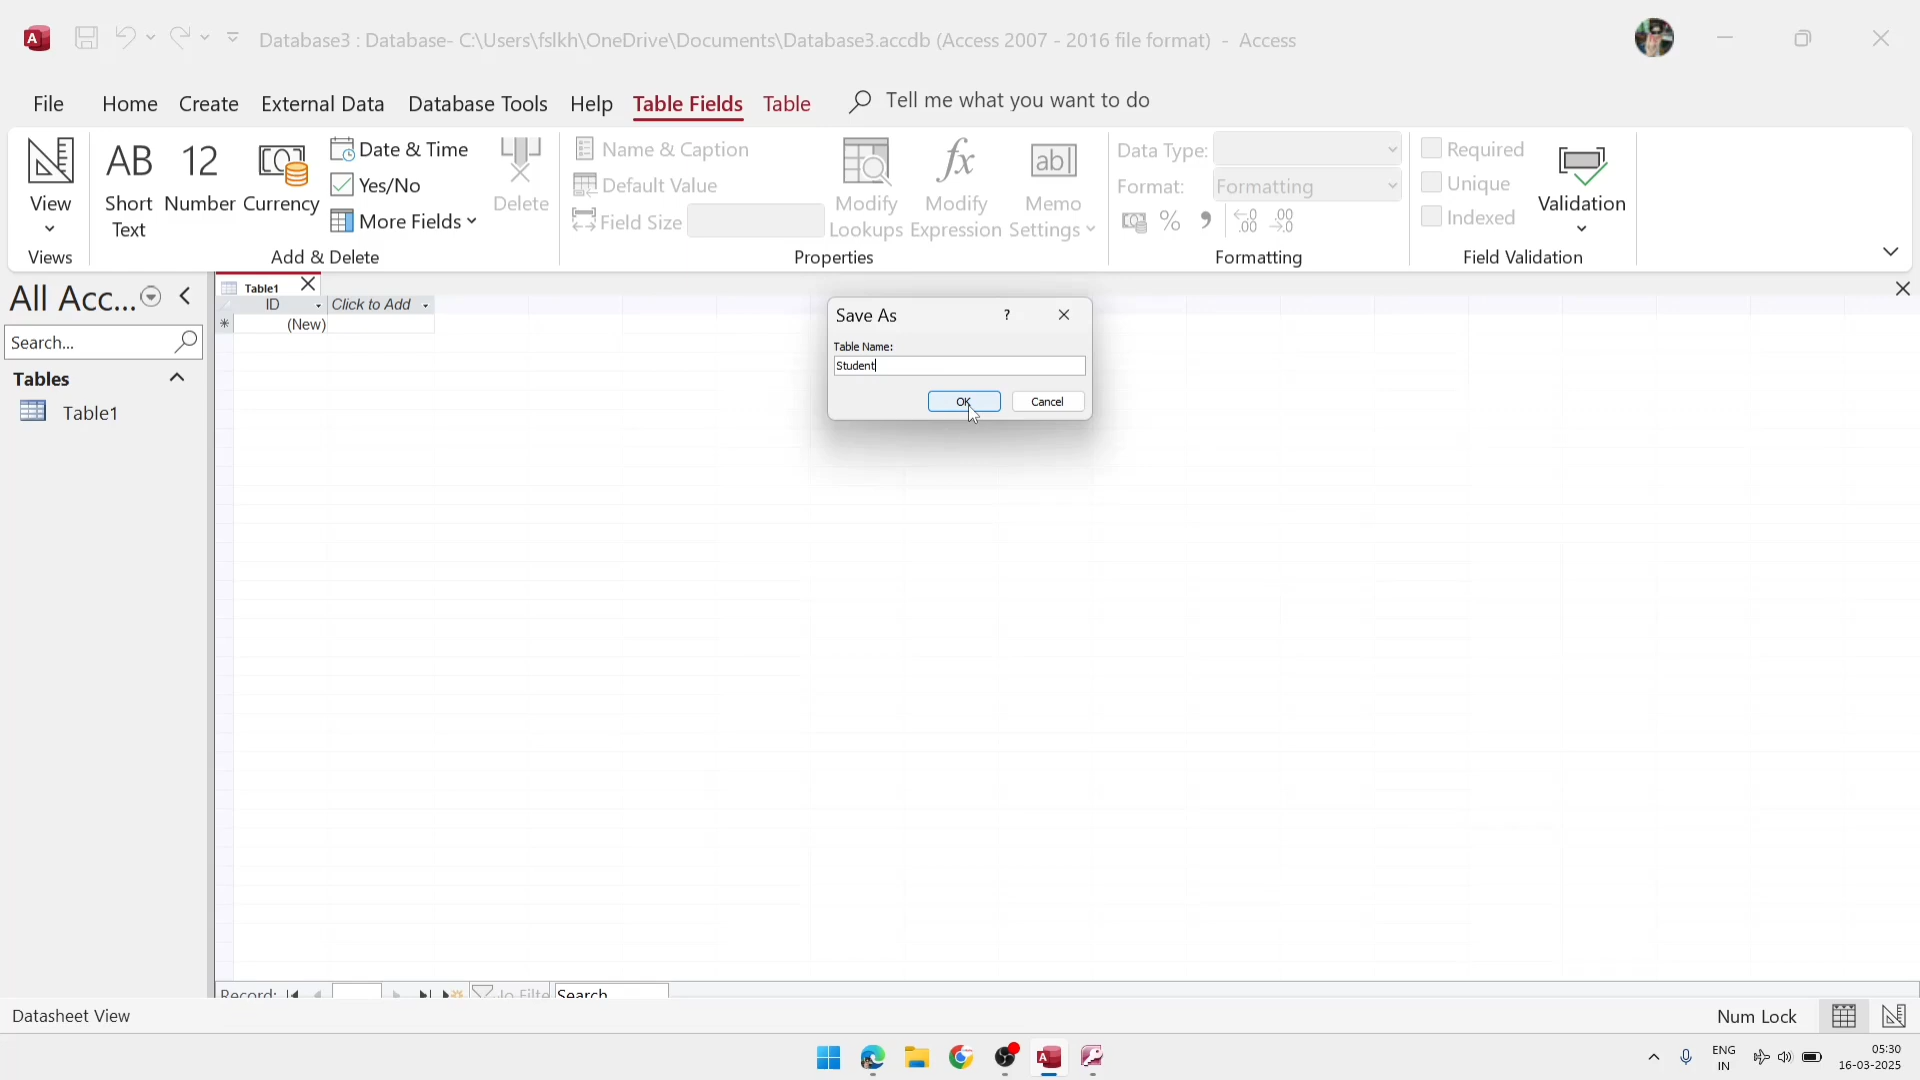 Database3 : Database- C:\Users\fslkh\OneDrive\Documents\Database3.accdb (Access 2007 - 2016 file format) - Access
File Home Create External Data Database Tools Help Table Fields Table Tell me what you want to do
View
Views
AB
Short
Text
12
Number
Currency
Date & Time
Yes/No
More Fields
Delete
Add & Delete
Name & Caption
Default Value
Field Size
Modify
Lookups
fx
Modify
Expression
ab|
Memo
Settings
Properties
Data Type:
Format: Formatting
% , .00 .00
Formatting
Required
Unique
Indexed
Validation
Field Validation
All Acc...
Search...
Tables
Table1
Table1
ID Click to Add
* (New)
Save As ?
Table Name:
Student
OK Cancel
Record: Search
Datasheet View Num Lock
ENG
IN
05:30
16-03-2025